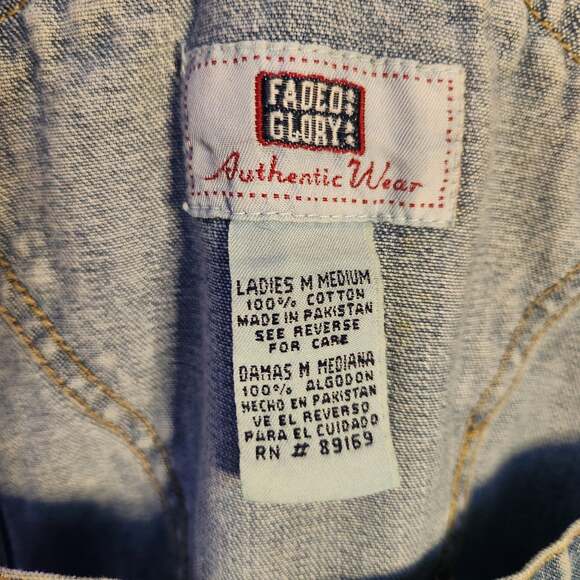 FADED
GLORY
Authentic Wear
LADIES M MEDIUM
100% COTTON
MADE IN PAKISTAN
SEE REVERSE
FOR CARE
DAMAS M MEDIANA
100% ALGODON
HECHO EN PAKISTAN
VE EL REVERSO
PARA EL CUIDADO
RN # 89169